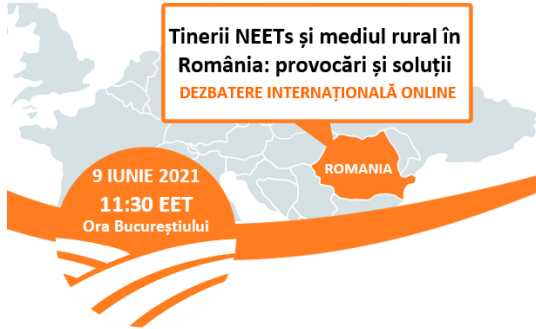 Tinerii NEETs și mediul rural în
România: provocări și soluții
DEZBATERE INTERNAȚIONALĂ ONLINE
ROMANIA
9 IUNIE 2021
11:30 EET
Ora Bucureștiului